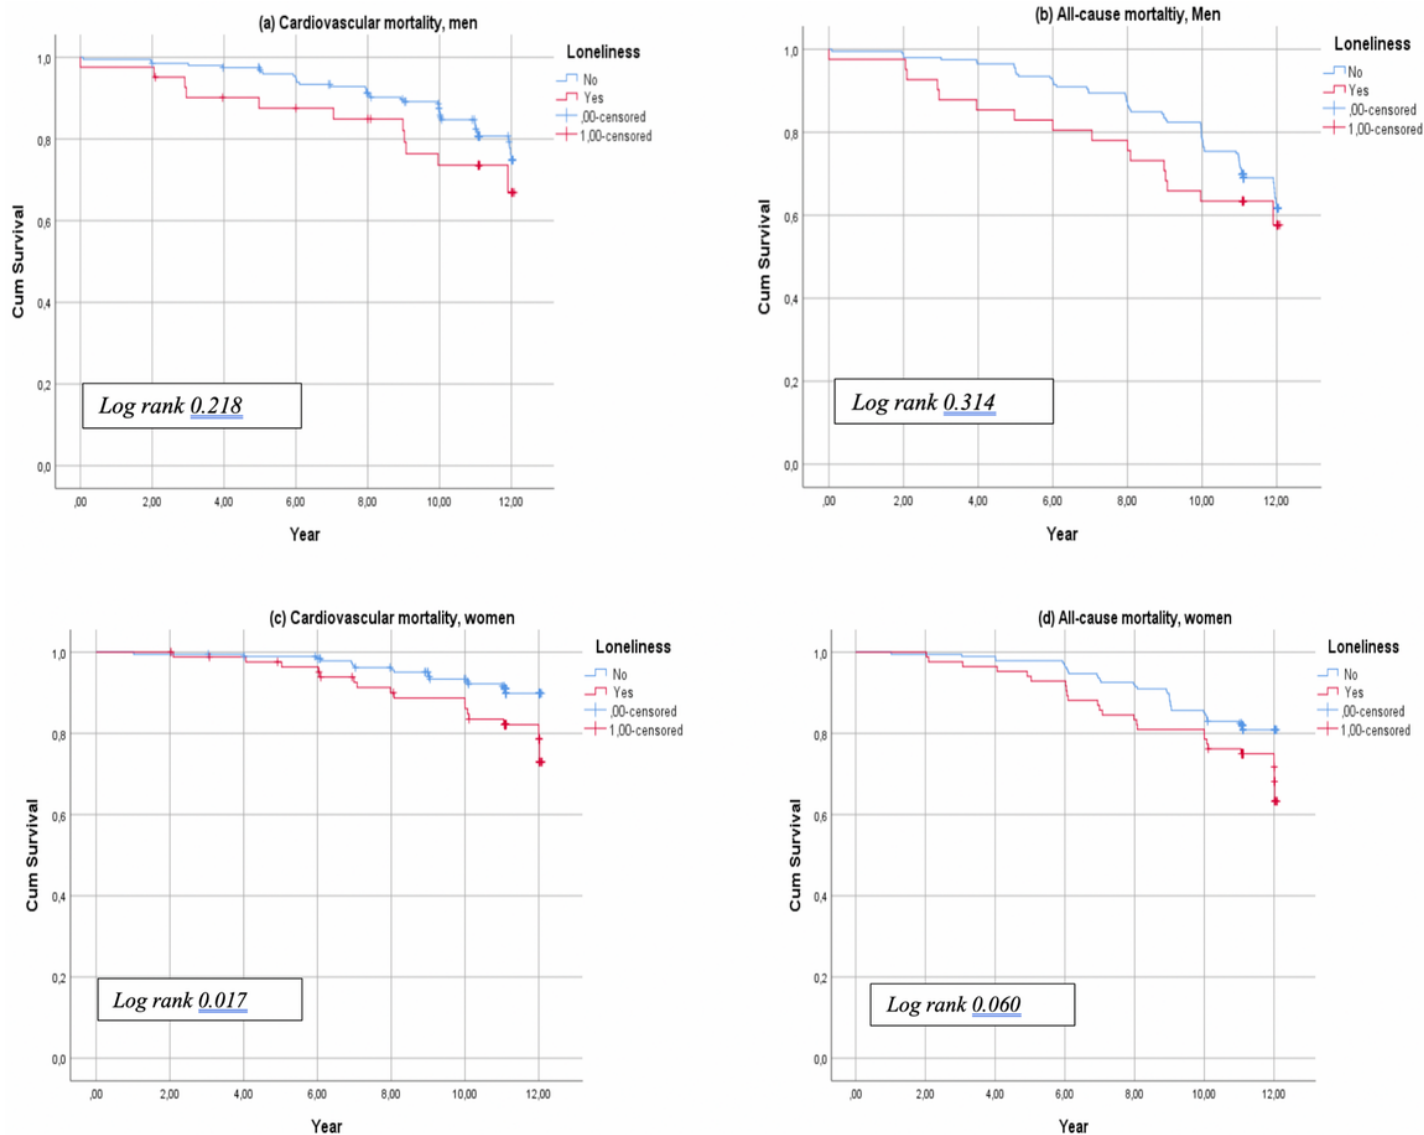 (a) Cardiovascular mortality, men
Loneliness
No
Yes
,00-censored
1,00-censored
Cum Survival
1,0
0,8
0,6
0,4
0,2
0,0
Log rank 0.218
,00 2,00 4,00 6,00 8,00 10,00 12,00
Year
(b) All-cause mortaltiy, Men
Loneliness
No
Yes
,00-censored
1,00-censored
Cum Survival
1,0
0,8
0,6
0,4
0,2
0,0
Log rank 0.314
,00 2,00 4,00 6,00 8,00 10,00 12,00
Year
(c) Cardiovascular mortality, women
Loneliness
No
Yes
,00-censored
1,00-censored
Cum Survival
1,0
0,8
0,6
0,4
0,2
0,0
Log rank 0.017
,00 2,00 4,00 6,00 8,00 10,00 12,00
Year
(d) All-cause mortality, women
Loneliness
No
Yes
,00-censored
1,00-censored
Cum Survival
1,0
0,8
0,6
0,4
0,2
0,0
Log rank 0.060
,00 2,00 4,00 6,00 8,00 10,00 12,00
Year